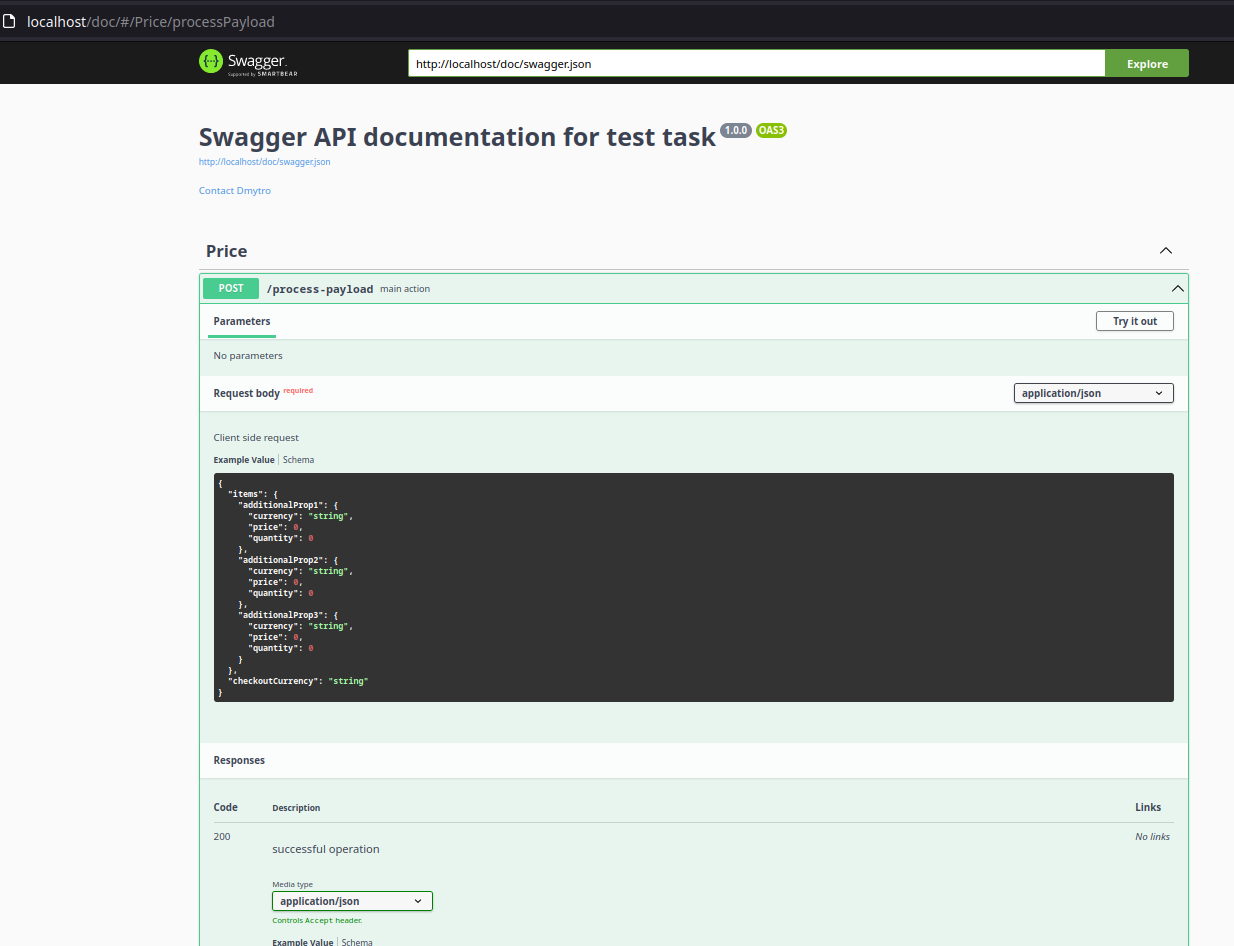 localhost/doc/#/Price/processPayload
Swagger.
Supported by SMARTBEAR
http://localhost/doc/swagger.json
Explore
Swagger API documentation for test task 1.0.0 OAS3
http://localhost/doc/swagger.json
Contact Dmytro
Price
POST /process-payload main action
Parameters
Try it out
No parameters
Request body required
application/json
Client side request
Example Value Schema
{
"items": {
"additionalProp1": {
"currency": "string",
"price": 0,
"quantity": 0
},
"additionalProp2": {
"currency": "string",
"price": 0,
"quantity": 0
},
"additionalProp3": {
"currency": "string",
"price": 0,
"quantity": 0
}
},
"checkoutCurrency": "string"
}
Responses
Code Description Links
200 No links
successful operation
Media type
application/json
Controls Accept header.
Example Value Schema